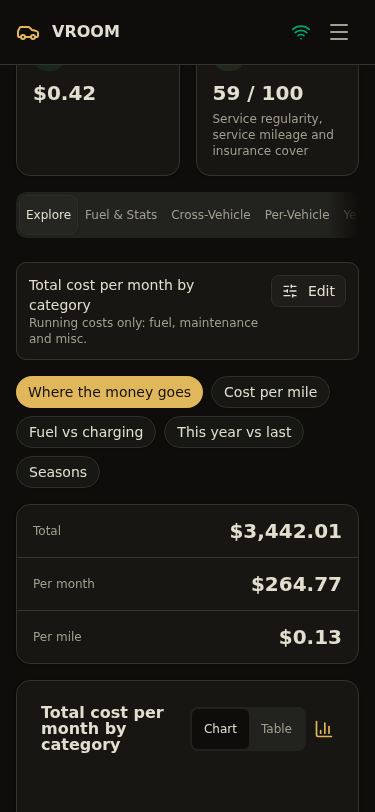 VROOM
$0.42
59 / 100
Service regularity,
service mileage and
insurance cover
Explore
Fuel & Stats
Cross-Vehicle
Per-Vehicle
Ye
Total cost per month by
category
Running costs only: fuel, maintenance
and misc.
Edit
Where the money goes
Cost per mile
Fuel vs charging
This year vs last
Seasons
Total
$3,442.01
Per month
$264.77
Per mile
$0.13
Total cost per
month by
category
Chart
Table